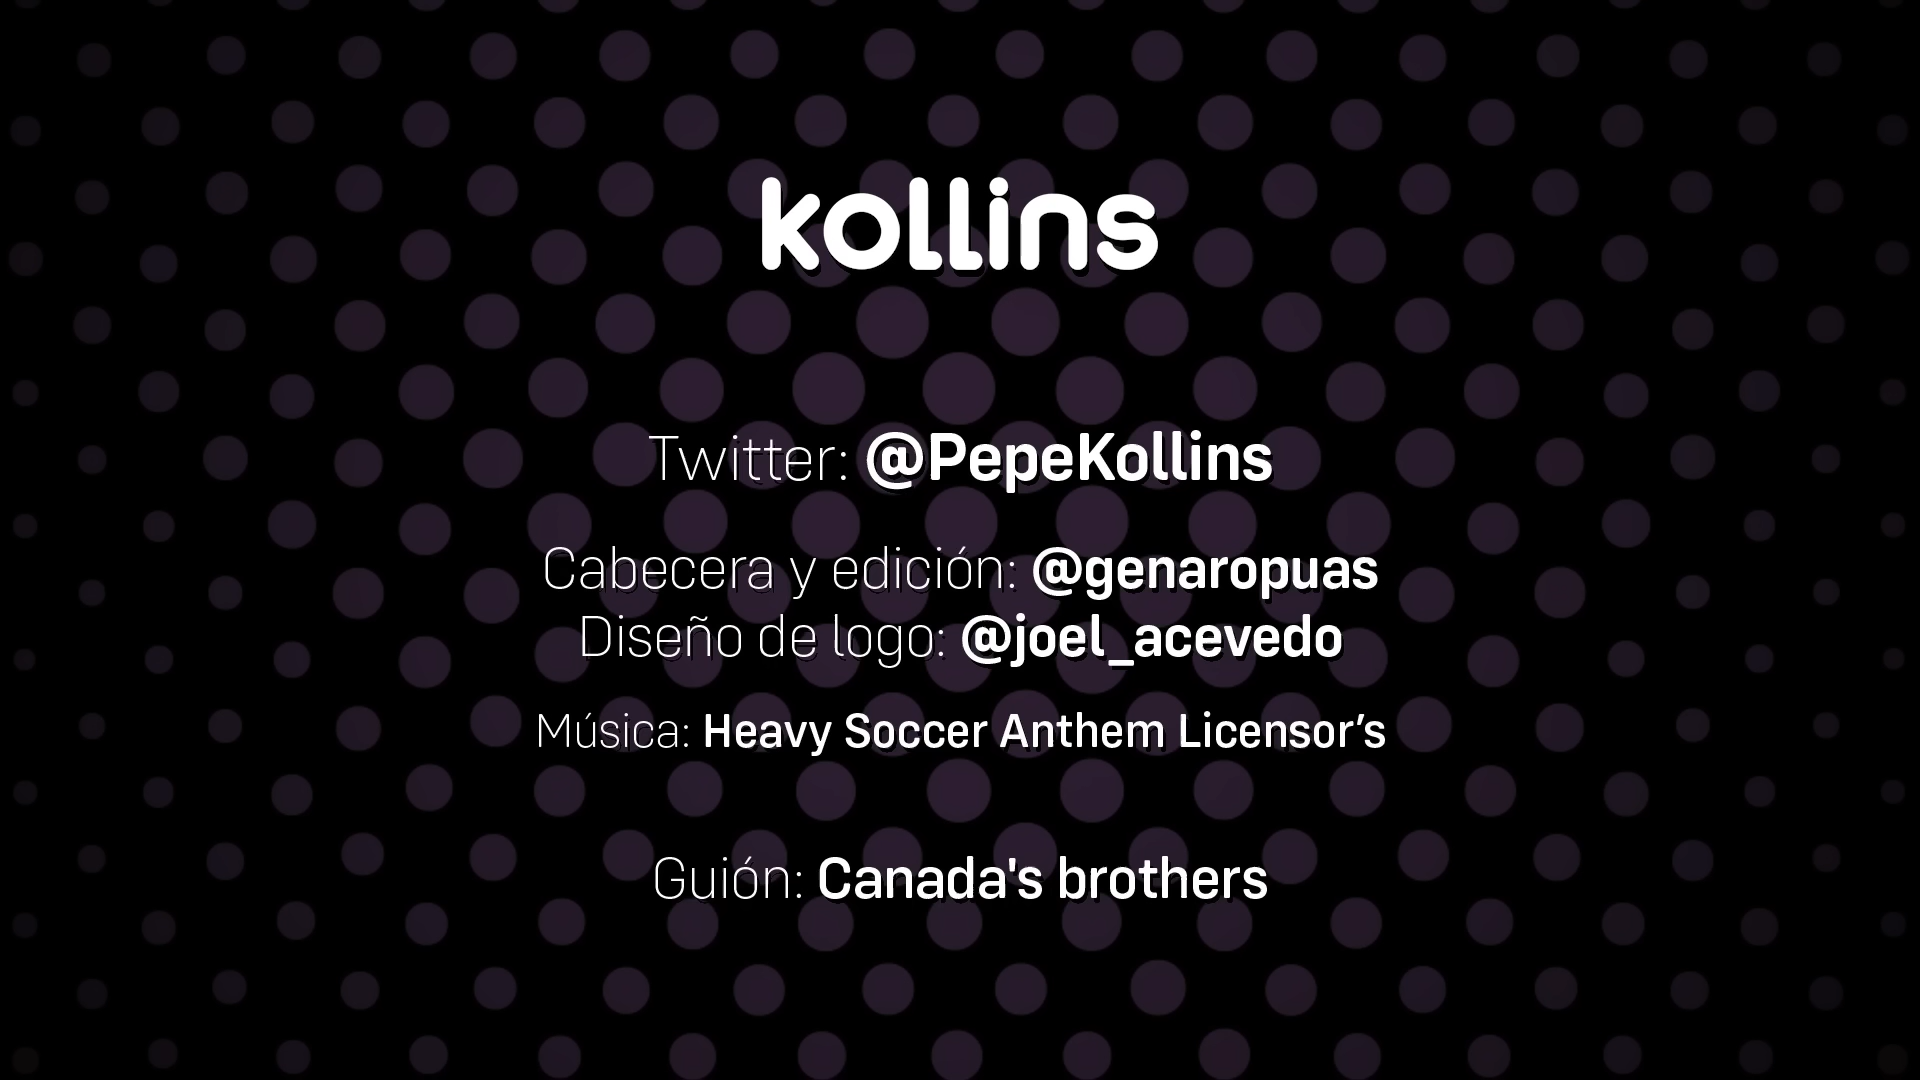 kollins
Twitter: @PepeKollins
Cabecera y edición: @genaropuas
Diseño de logo: @joel_acevedo
Música: Heavy Soccer Anthem Licensor’s
Guión: Canada's brothers